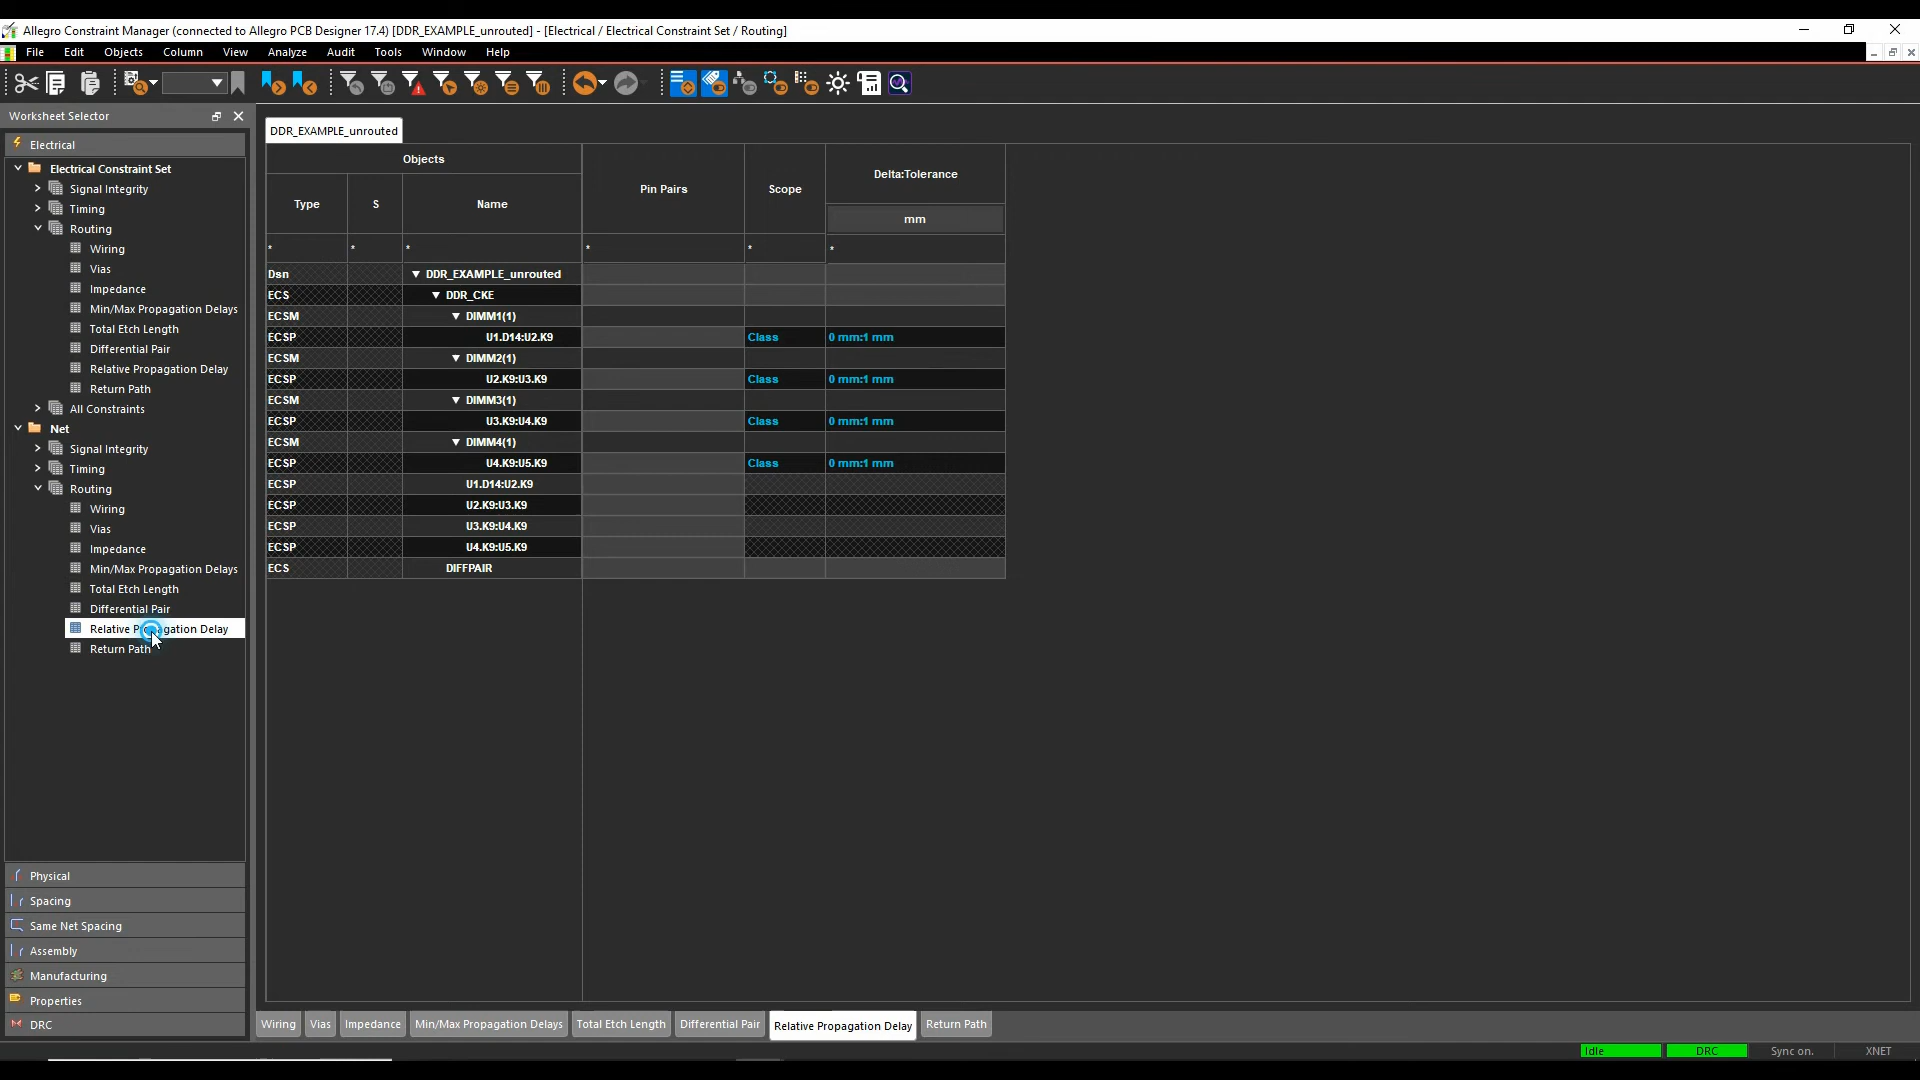 Allegro Constraint Manager (connected to Allegro PCB Designer 17.4) [DDR_EXAMPLE_unrouted] - [Electrical / Electrical Constraint Set / Routing]
File Edit Objects Column View Analyze Audit Tools Window Help
Worksheet Selector
Electrical
Electrical Constraint Set
Signal Integrity
Timing
Routing
Wiring
Vias
Impedance
Min/Max Propagation Delays
Total Etch Length
Differential Pair
Relative Propagation Delay
Return Path
All Constraints
Net
Signal Integrity
Timing
Routing
Wiring
Vias
Impedance
Min/Max Propagation Delays
Total Etch Length
Differential Pair
Relative Propagation Delay
Return Path
Physical
Spacing
Same Net Spacing
Assembly
Manufacturing
Properties
DRC
DDR_EXAMPLE_unrouted
Objects Pin Pairs Scope Delta:Tolerance
Type S Name mm
* * * * * *
Dsn DDR_EXAMPLE_unrouted
ECS DDR_CKE
ECSM DIMM1(1)
ECSP U1.D14:U2.K9 Class 0 mm:1 mm
ECSM DIMM2(1)
ECSP U2.K9:U3.K9 Class 0 mm:1 mm
ECSM DIMM3(1)
ECSP U3.K9:U4.K9 Class 0 mm:1 mm
ECSM DIMM4(1)
ECSP U4.K9:U5.K9 Class 0 mm:1 mm
ECSP U1.D14:U2.K9
ECSP U2.K9:U3.K9
ECSP U3.K9:U4.K9
ECSP U4.K9:U5.K9
ECS DIFFPAIR
Wiring Vias Impedance Min/Max Propagation Delays Total Etch Length Differential Pair Relative Propagation Delay Return Path
Idle DRC Sync on. XNET